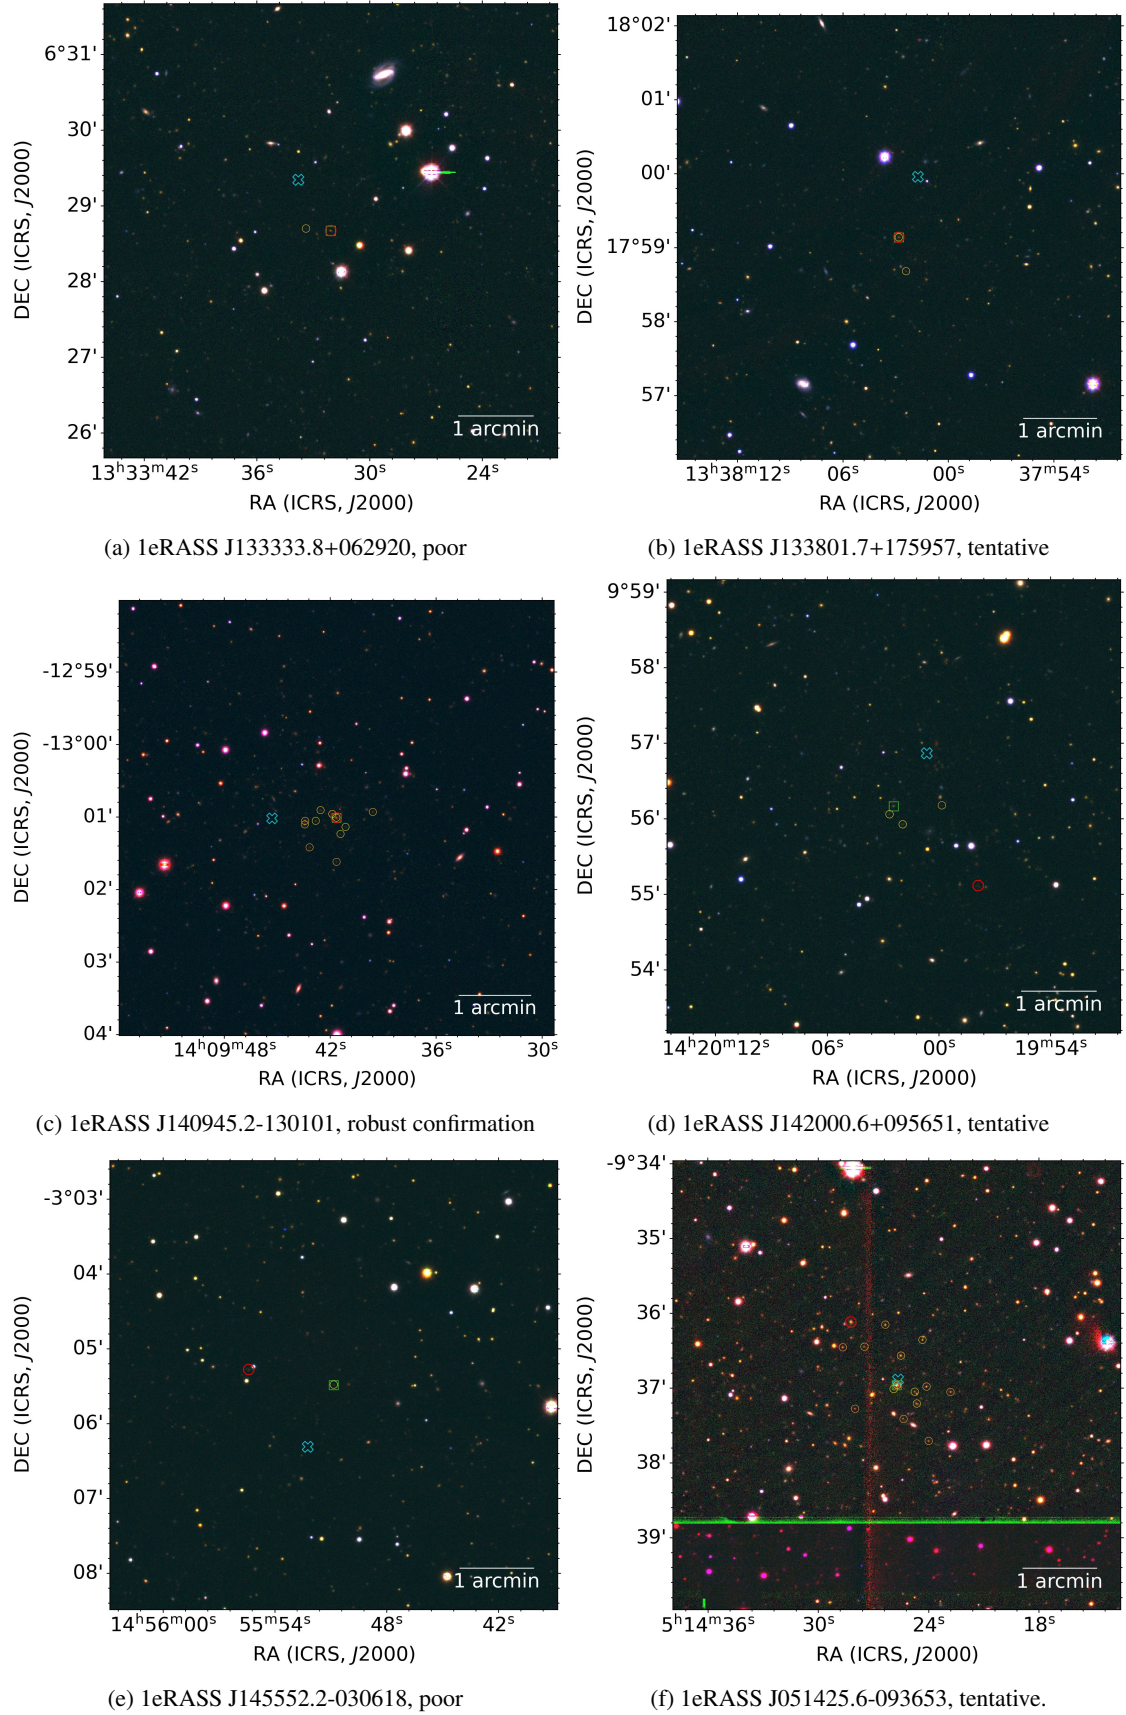 6°31'
30'
29'
28'
27'
26'
DEC (ICRS, J2000)
1 arcmin
13ʰ33ᵐ42ˢ 36ˢ 30ˢ 24ˢ
RA (ICRS, J2000)
(a) 1eRASS J133333.8+062920, poor
18°02'
01'
00'
17°59'
58'
57'
DEC (ICRS, J2000)
1 arcmin
13ʰ38ᵐ12ˢ 06ˢ 00ˢ 37ᵐ54ˢ
RA (ICRS, J2000)
(b) 1eRASS J133801.7+175957, tentative
-12°59'
-13°00'
01'
02'
03'
04'
DEC (ICRS, J2000)
1 arcmin
14ʰ09ᵐ48ˢ 42ˢ 36ˢ 30ˢ
RA (ICRS, J2000)
(c) 1eRASS J140945.2-130101, robust confirmation
9°59'
58'
57'
56'
55'
54'
DEC (ICRS, J2000)
1 arcmin
14ʰ20ᵐ12ˢ 06ˢ 00ˢ 19ᵐ54ˢ
RA (ICRS, J2000)
(d) 1eRASS J142000.6+095651, tentative
-3°03'
04'
05'
06'
07'
08'
DEC (ICRS, J2000)
1 arcmin
14ʰ56ᵐ00ˢ 55ᵐ54ˢ 48ˢ 42ˢ
RA (ICRS, J2000)
(e) 1eRASS J145552.2-030618, poor
-9°34'
35'
36'
37'
38'
39'
DEC (ICRS, J2000)
1 arcmin
5ʰ14ᵐ36ˢ 30ˢ 24ˢ 18ˢ
RA (ICRS, J2000)
(f) 1eRASS J051425.6-093653, tentative.